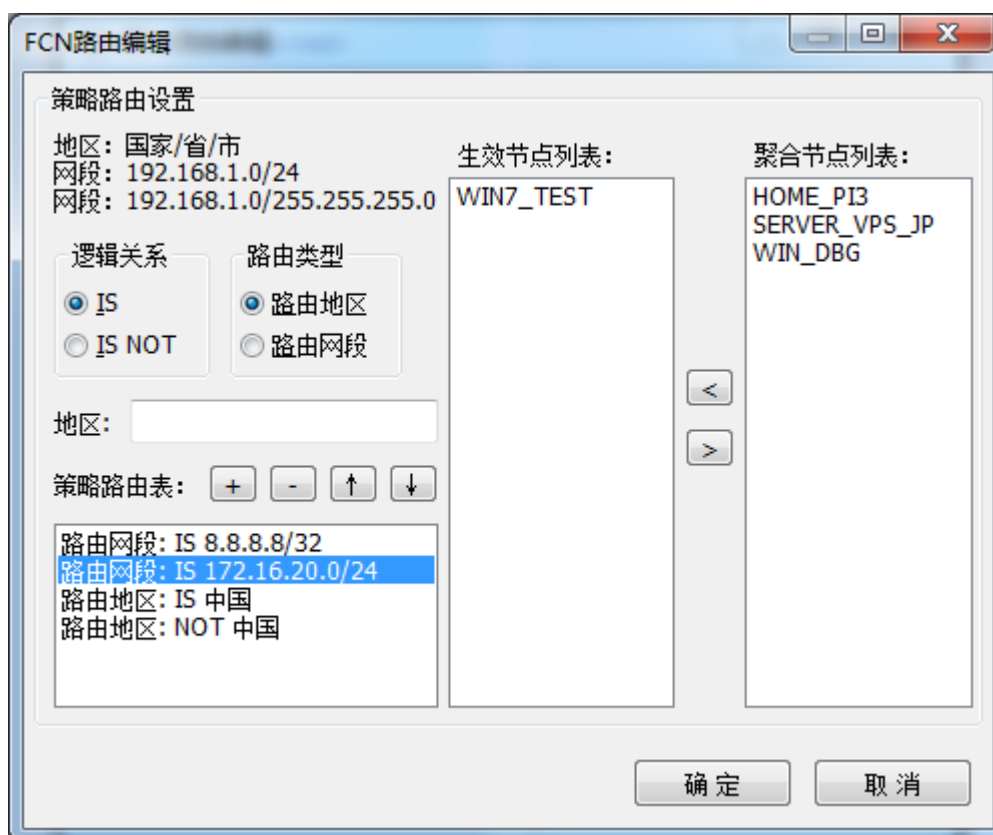 FCN路由编辑
策略路由设置
地区: 国家/省/市
网段: 192.168.1.0/24
网段: 192.168.1.0/255.255.255.0
逻辑关系
IS
IS NOT
路由类型
路由地区
路由网段
地区:
策略路由表:
+
-
↑
↓
路由网段: IS 8.8.8.8/32
路由网段: IS 172.16.20.0/24
路由地区: IS 中国
路由地区: NOT 中国
生效节点列表:
WIN7_TEST
<
>
聚合节点列表:
HOME_PI3
SERVER_VPS_JP
WIN_DBG
确定
取消